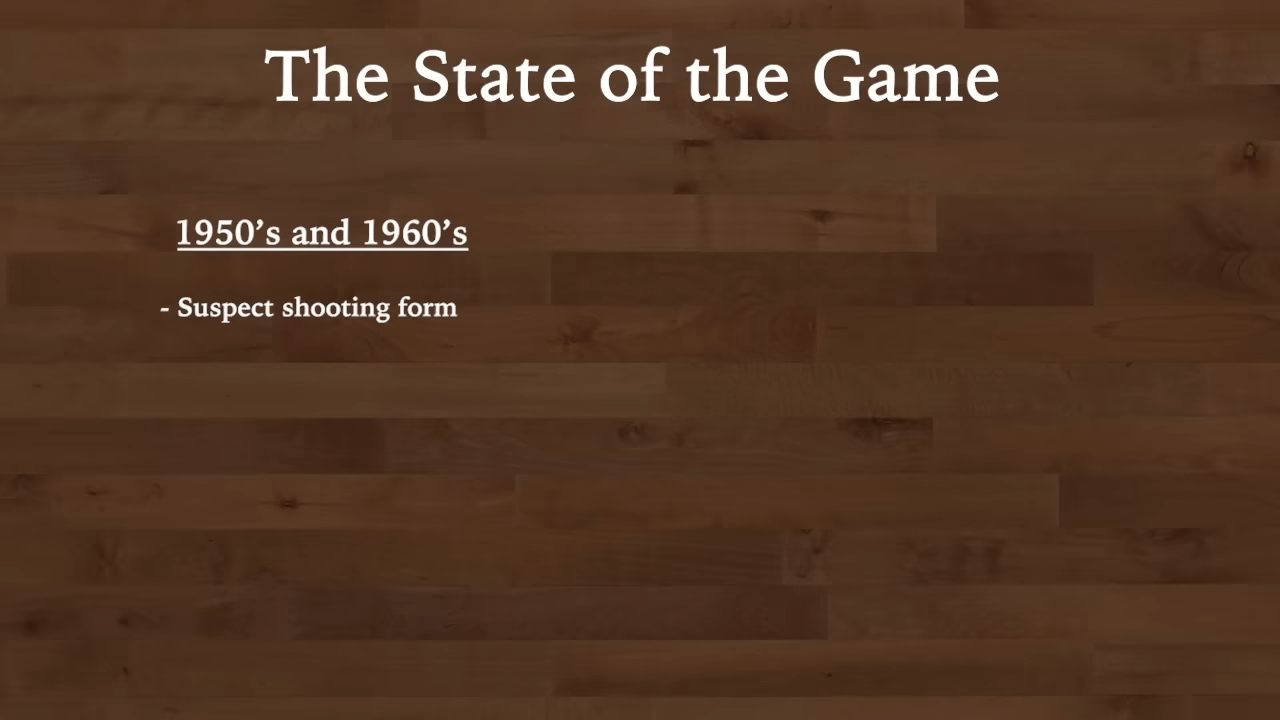 The State of the Game
1950’s and 1960’s
- Suspect shooting form